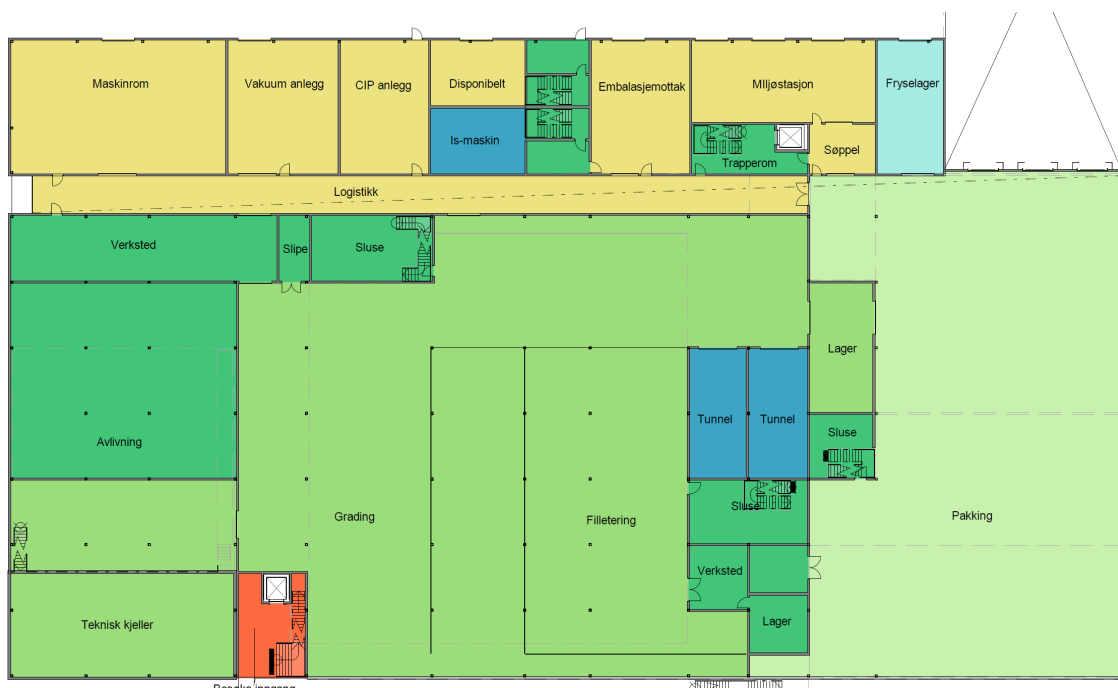 Maskinrom
Vakuum anlegg
CIP anlegg
Disponibelt
Embalasjemottak
MIljøstasjon
Fryselager
Is-maskin
Søppel
Trapperom
Logistikk
Verksted
Slipe
Sluse
Lager
Tunnel
Tunnel
Sluse
Avlivning
Sluse
Grading
Filletering
Pakking
Verksted
Teknisk kjeller
Lager